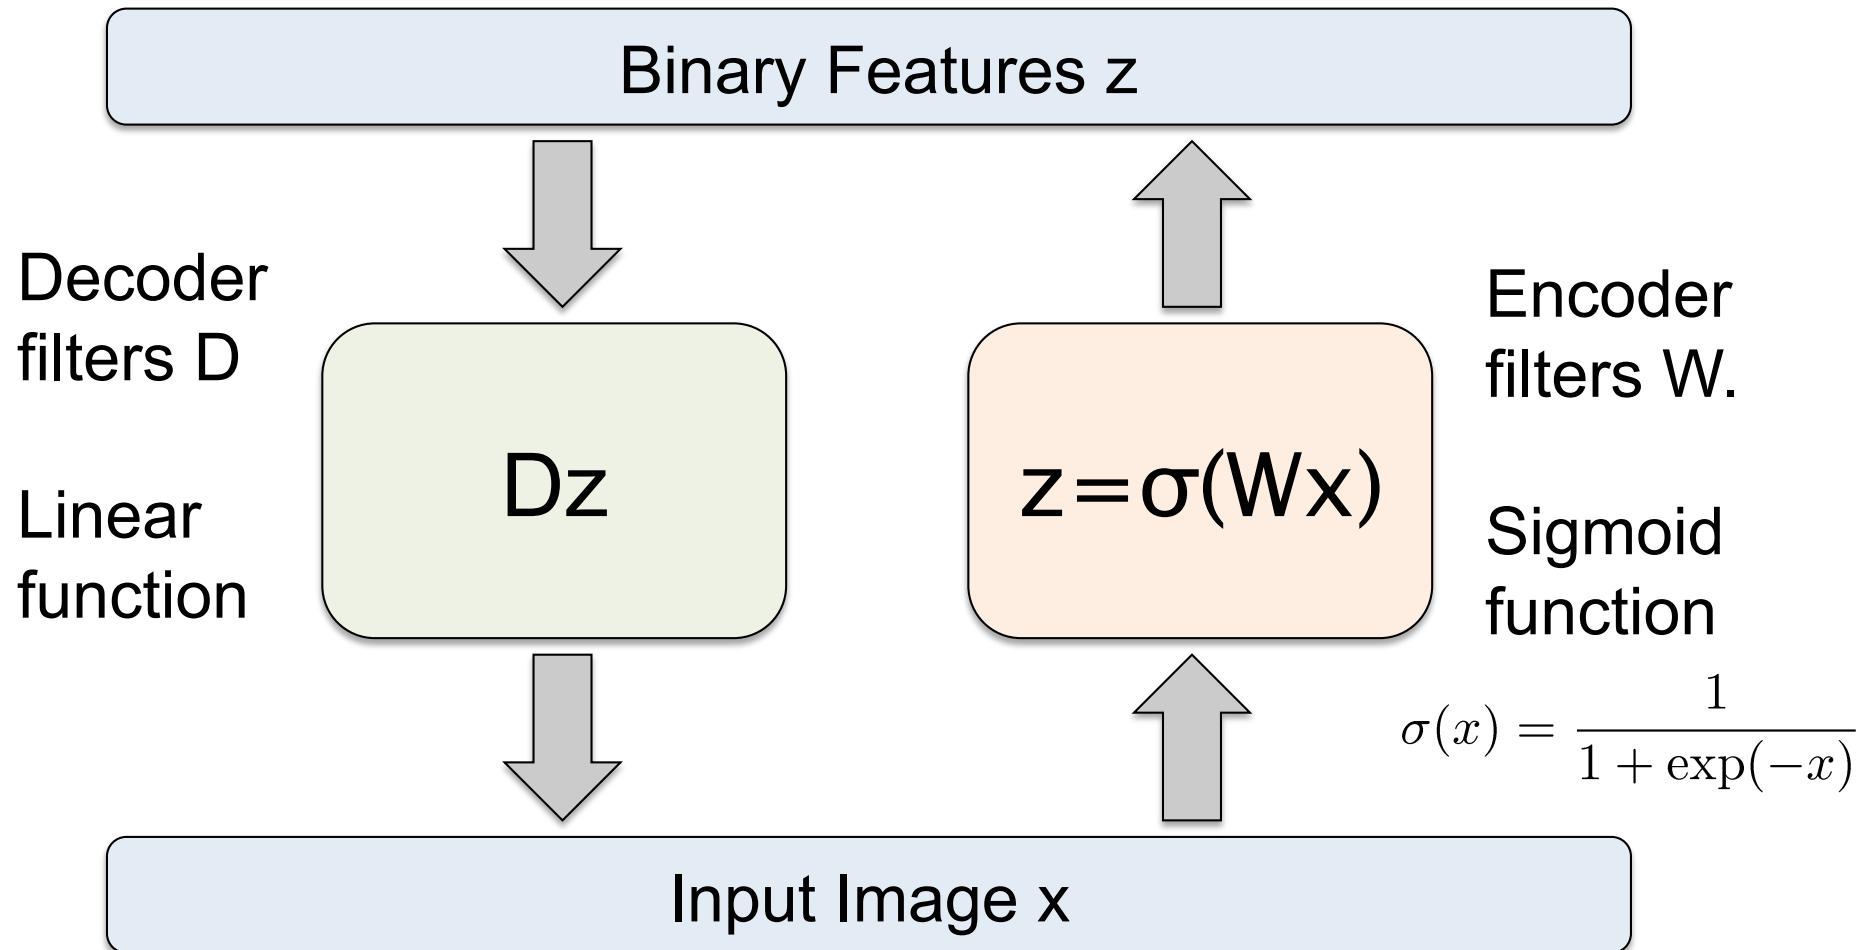 Binary Features z
Decoder
filters D
Linear
function
Dz
z=σ(Wx)
Encoder
filters W.
Sigmoid
function
σ(x) = 1 / (1 + exp(−x))
Input Image x